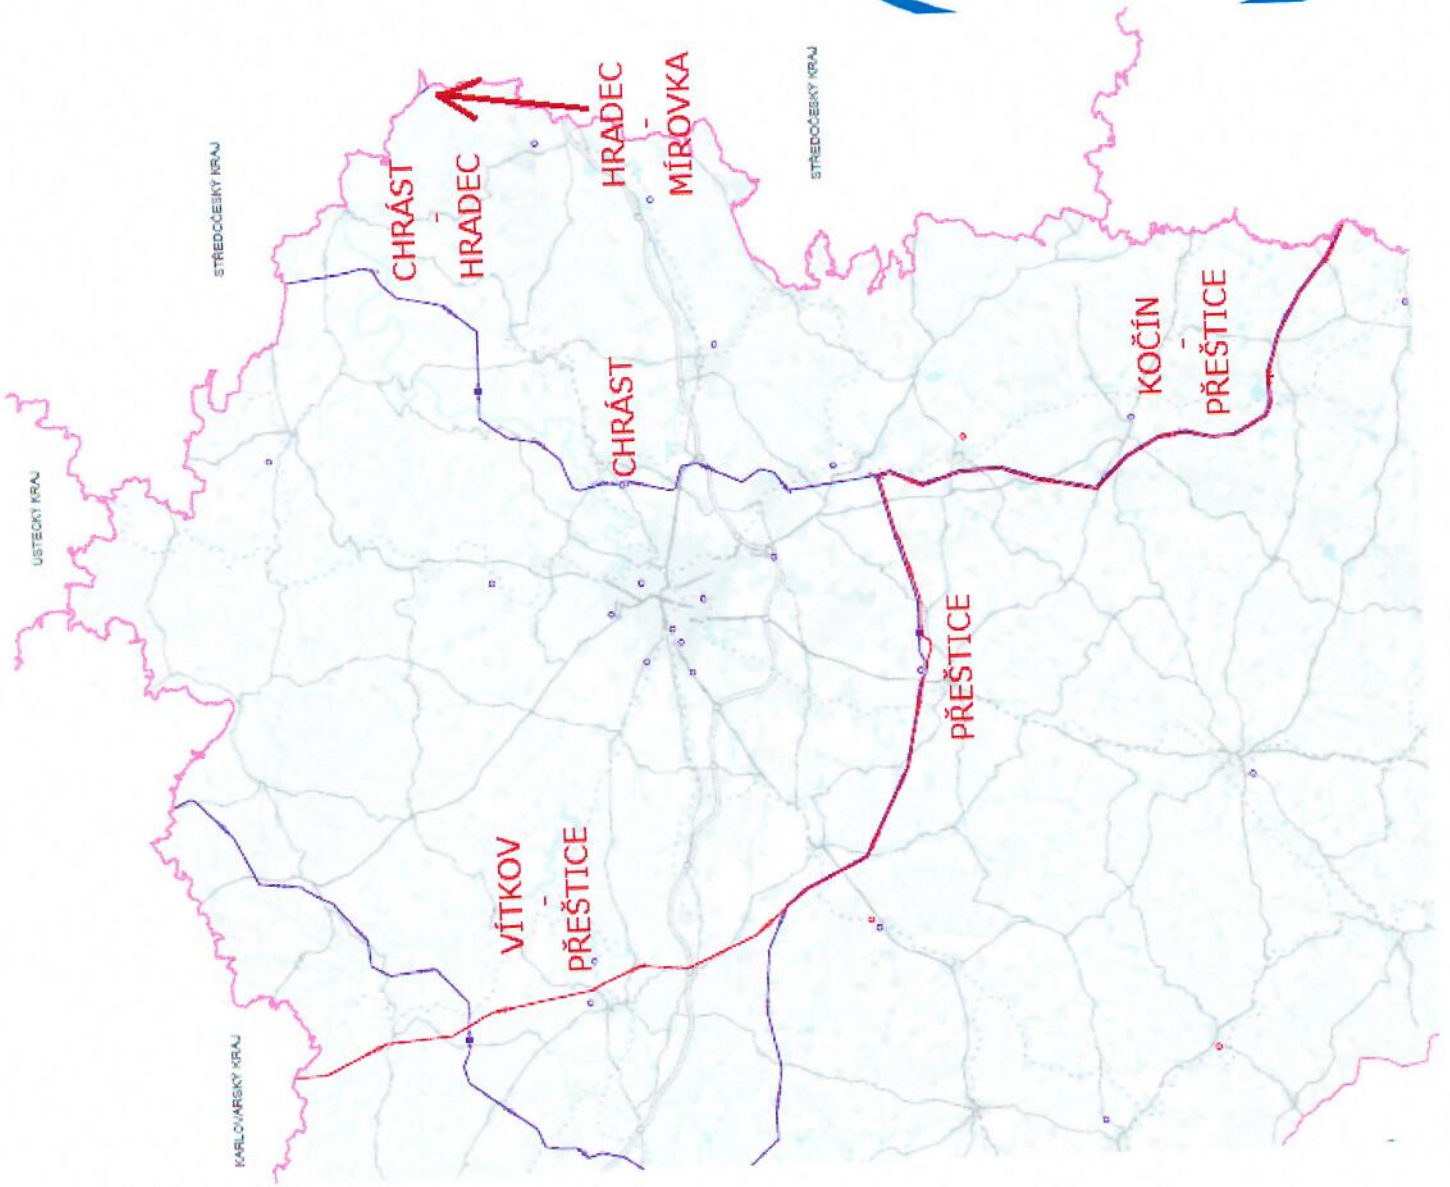 ÚSTECKÝ KRAJ
STŘEDOČESKÝ KRAJ
KARLOVARSKÝ KRAJ
CHRÁST
-
HRADEC
VÍTKOV
-
PŘEŠTICE
HRADEC
-
MÍROVKA
CHRÁST
STŘEDOČESKÝ KRAJ
PŘEŠTICE
KOČÍN
-
PŘEŠTICE